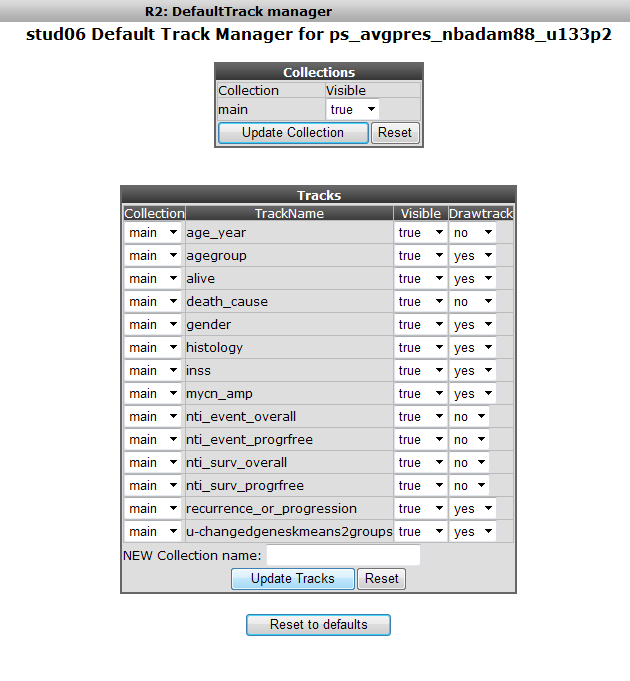 R2: DefaultTrack manager
stud06 Default Track Manager for ps_avgpres_nbadam88_u133p2
Collections
Collection Visible
main true
Update Collection Reset
Tracks
Collection TrackName Visible Drawtrack
main age_year true no
main agegroup true yes
main alive true yes
main death_cause true no
main gender true yes
main histology true yes
main inss true yes
main mycn_amp true yes
main nti_event_overall true no
main nti_event_progrfree true no
main nti_surv_overall true no
main nti_surv_progrfree true no
main recurrence_or_progression true yes
main u-changedgeneskmeans2groups true yes
NEW Collection name:
Update Tracks Reset
Reset to defaults